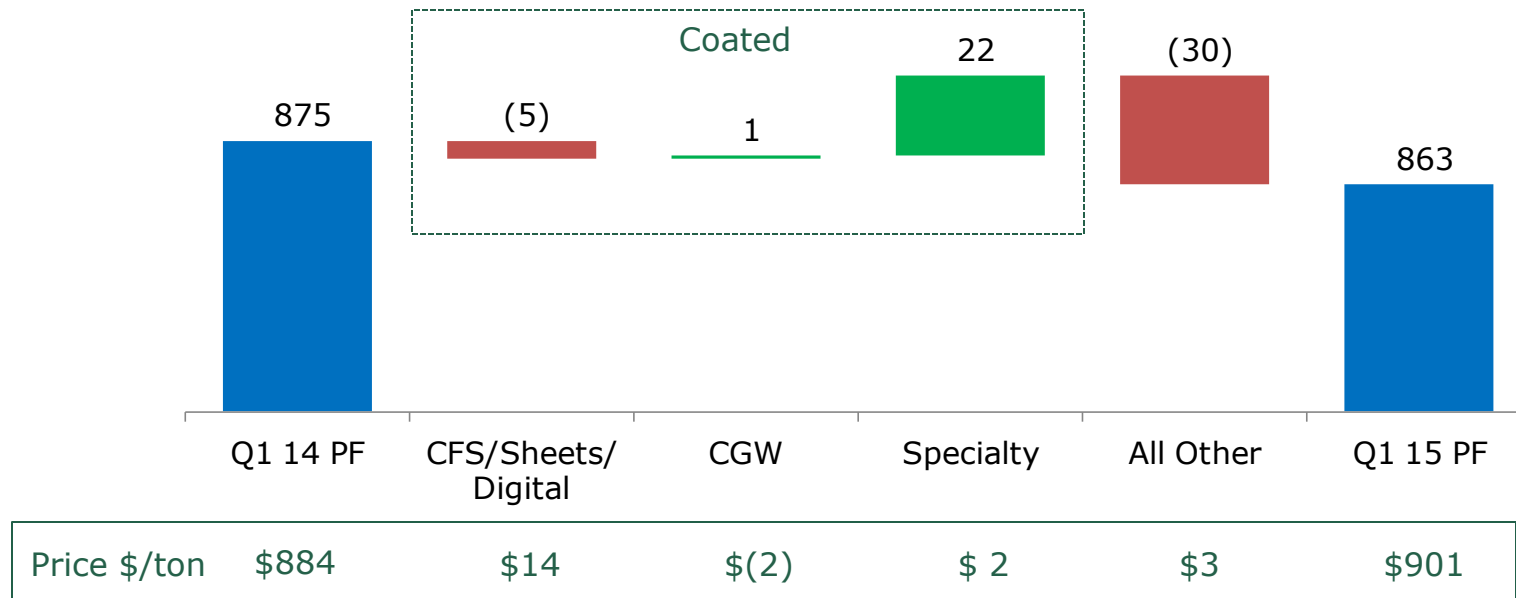 Coated
875
(5)
1
22
(30)
863
Q1 14 PF
CFS/Sheets/
Digital
CGW
Specialty
All Other
Q1 15 PF
Price $/ton $884 $14 $(2) $ 2 $3 $901